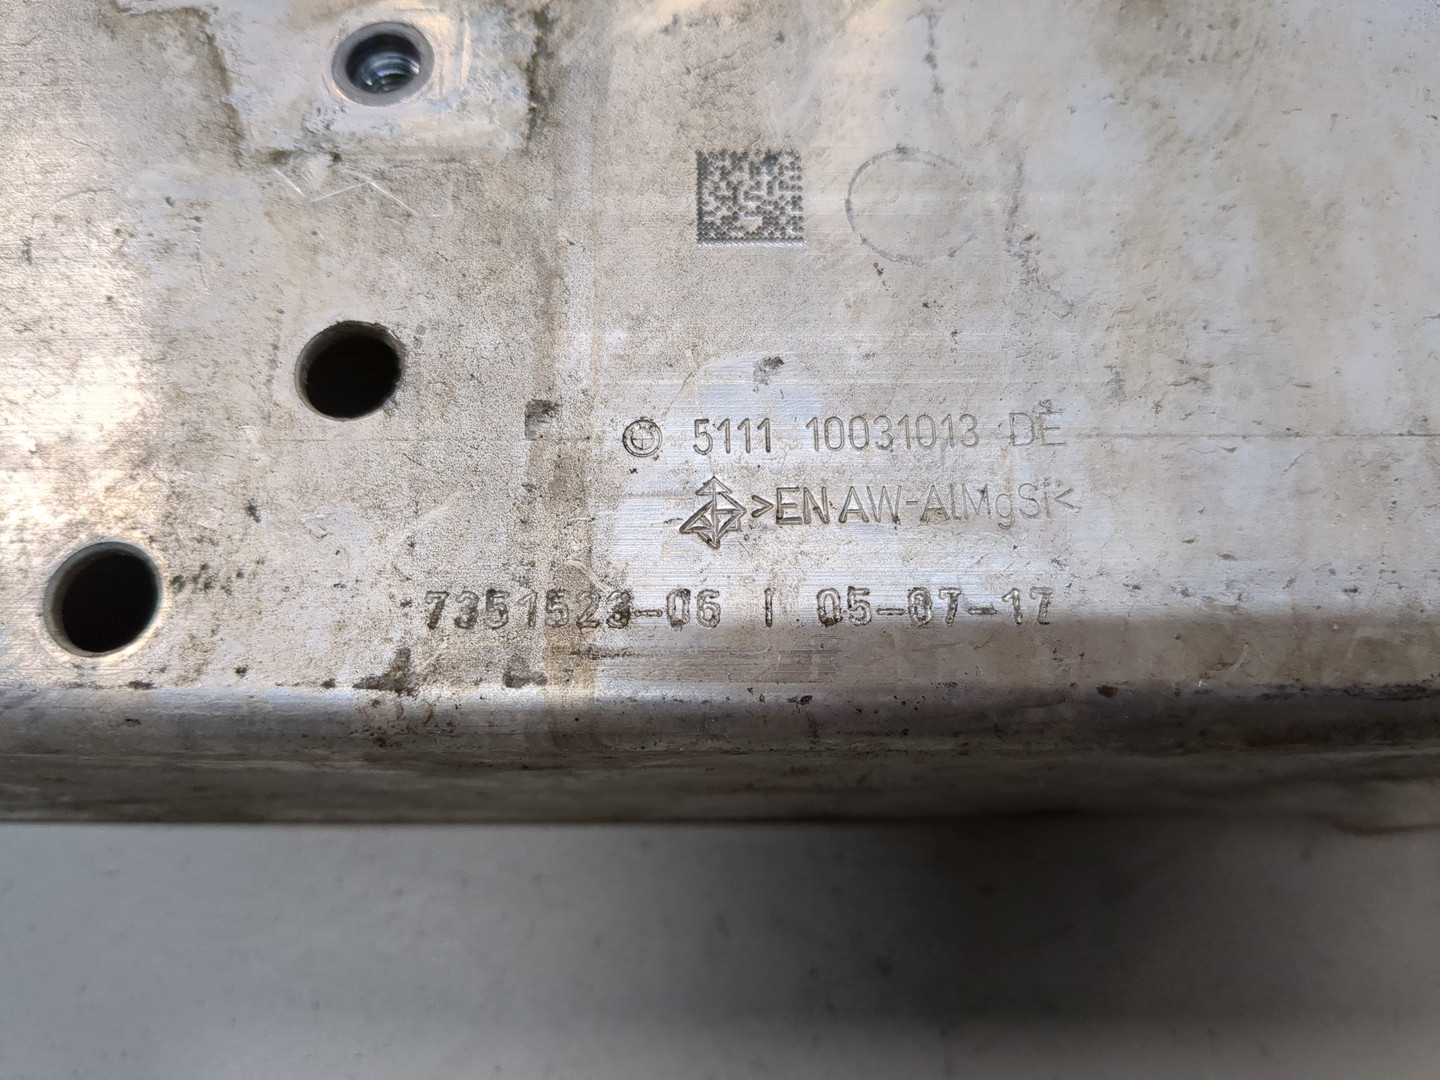 5111 10031013 DE
>EN AW-AlMgSi<
7351523-06 | 05-07-17